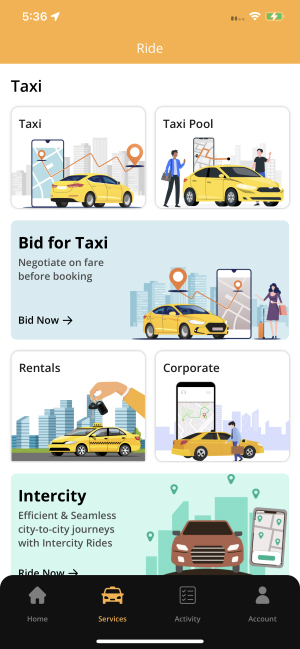 5:36
Ride
Taxi
Taxi
Taxi Pool
Bid for Taxi
Negotiate on fare
before booking
Bid Now →
Rentals
Corporate
Intercity
Efficient & Seamless
city-to-city journeys
with Intercity Rides
Ride Now →
Home
Services
Activity
Account